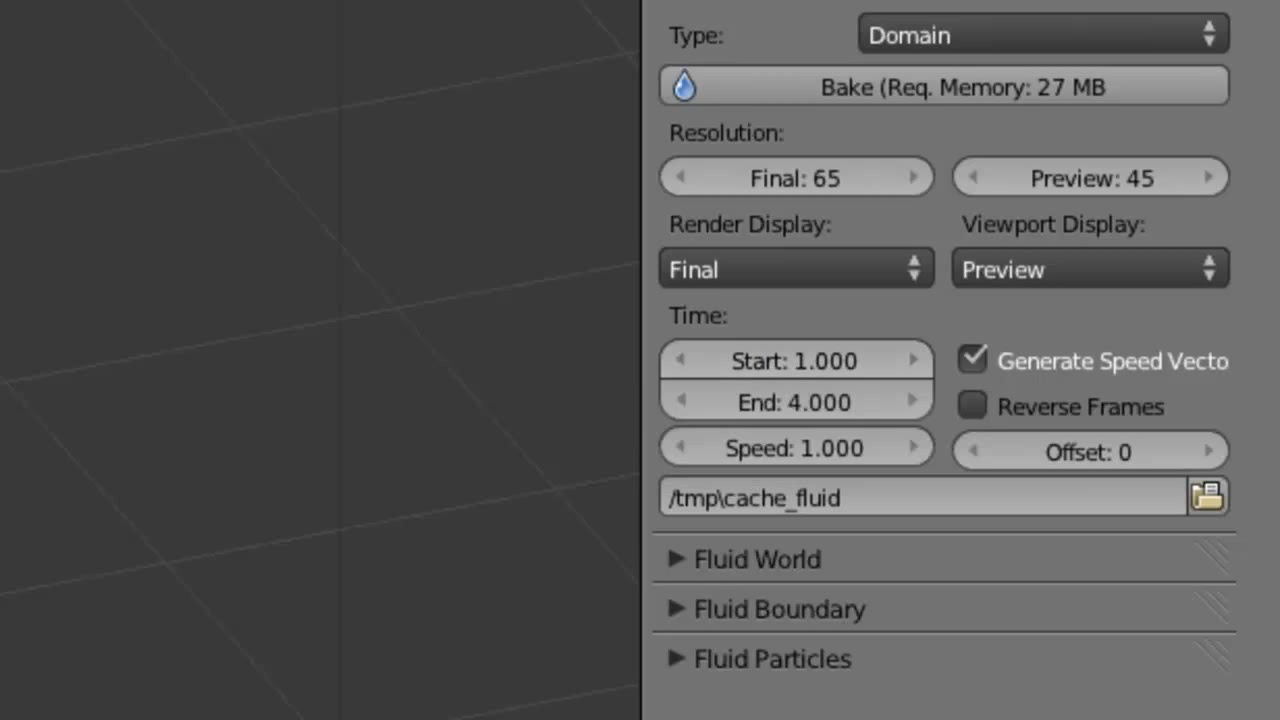 Type: Domain
Bake (Req. Memory: 27 MB
Resolution:
Final: 65 Preview: 45
Render Display: Viewport Display:
Final Preview
Time:
Start: 1.000 Generate Speed Vecto
End: 4.000 Reverse Frames
Speed: 1.000 Offset: 0
/tmp\cache_fluid
Fluid World
Fluid Boundary
Fluid Particles